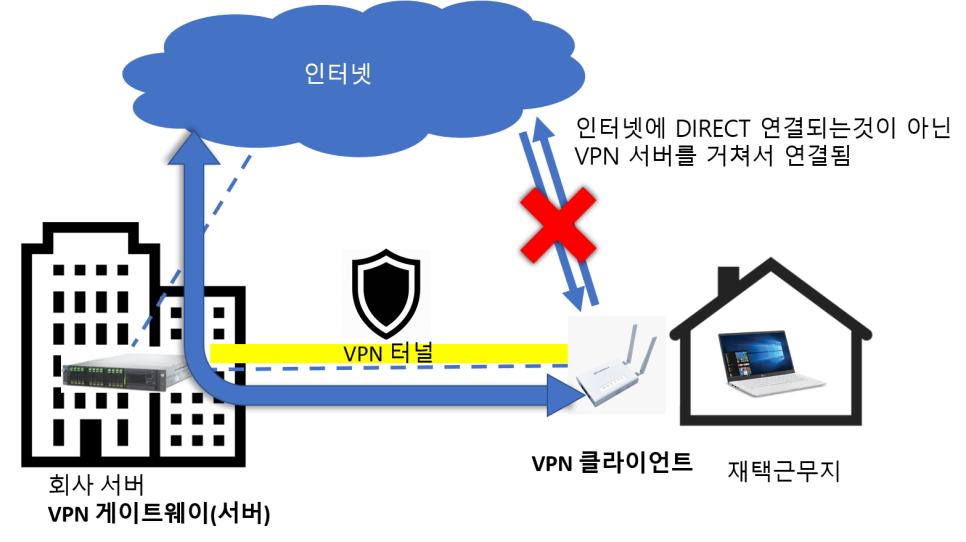 인터넷
인터넷에 DIRECT 연결되는것이 아닌
VPN 서버를 거쳐서 연결됨
VPN 터널
VPN 클라이언트
재택근무지
회사 서버
VPN 게이트웨이(서버)